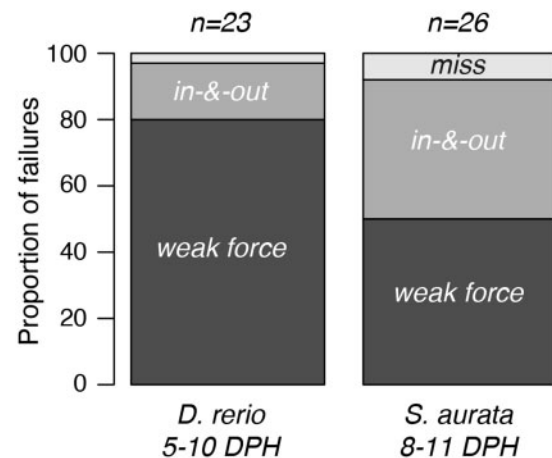 n=23
n=26
Proportion of failures
100
80
60
40
20
0
in-&-out
weak force
miss
in-&-out
weak force
D. rerio
5-10 DPH
S. aurata
8-11 DPH